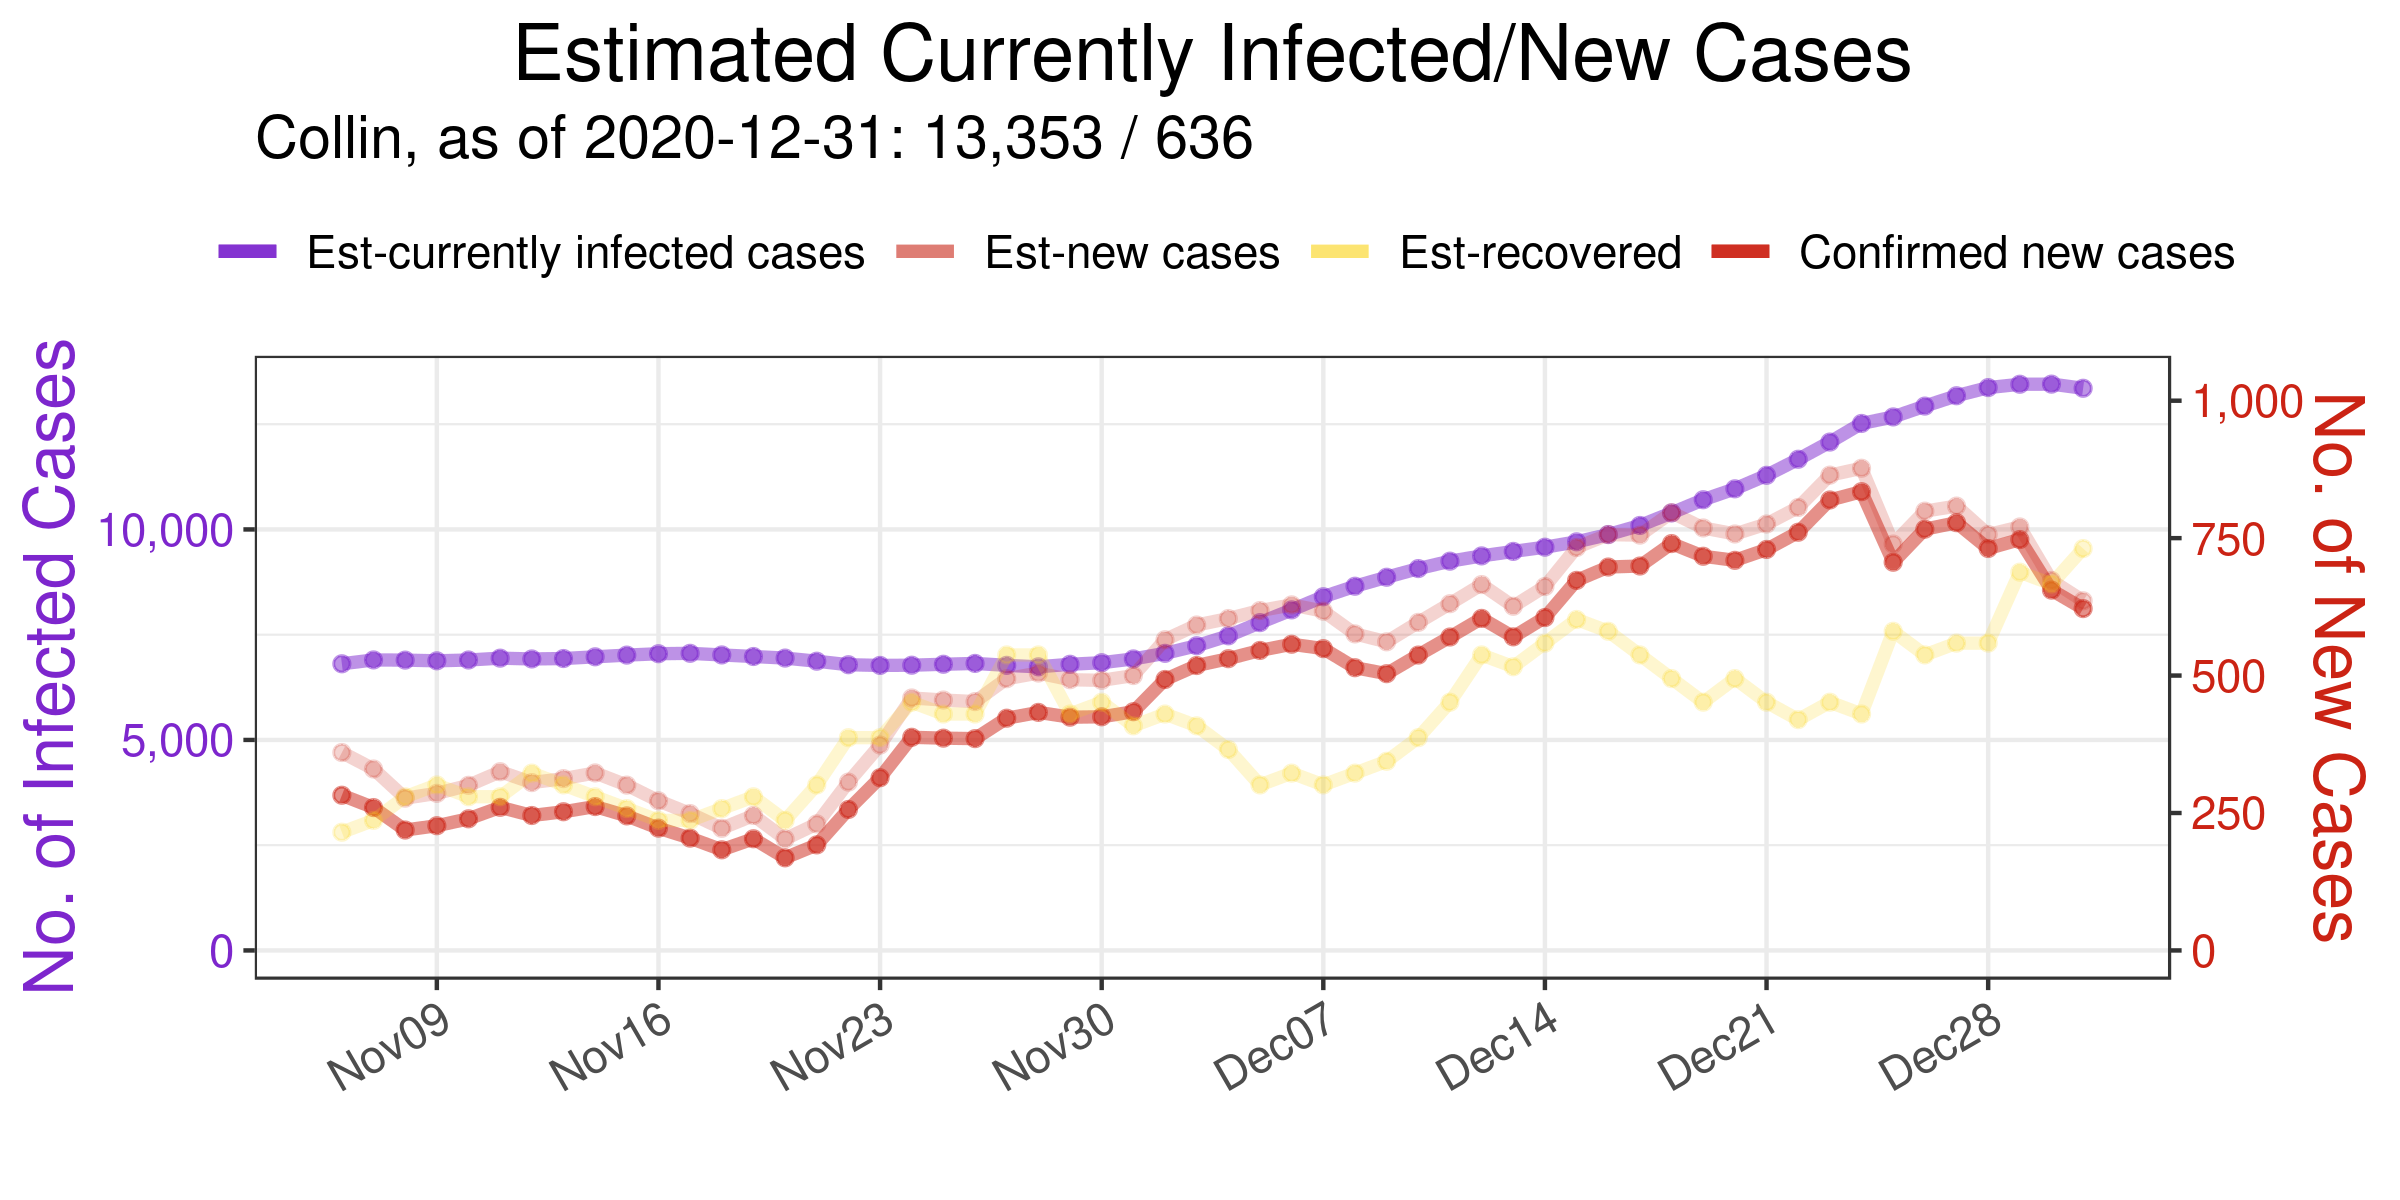 Estimated Currently Infected/New Cases
Collin, as of 2020-12-31: 13,353 / 636
Est-currently infected cases Est-new cases Est-recovered Confirmed new cases
No. of Infected Cases
10,000
5,000
0
1,000
750
500
250
0
No. of New Cases
Nov09 Nov16 Nov23 Nov30 Dec07 Dec14 Dec21 Dec28